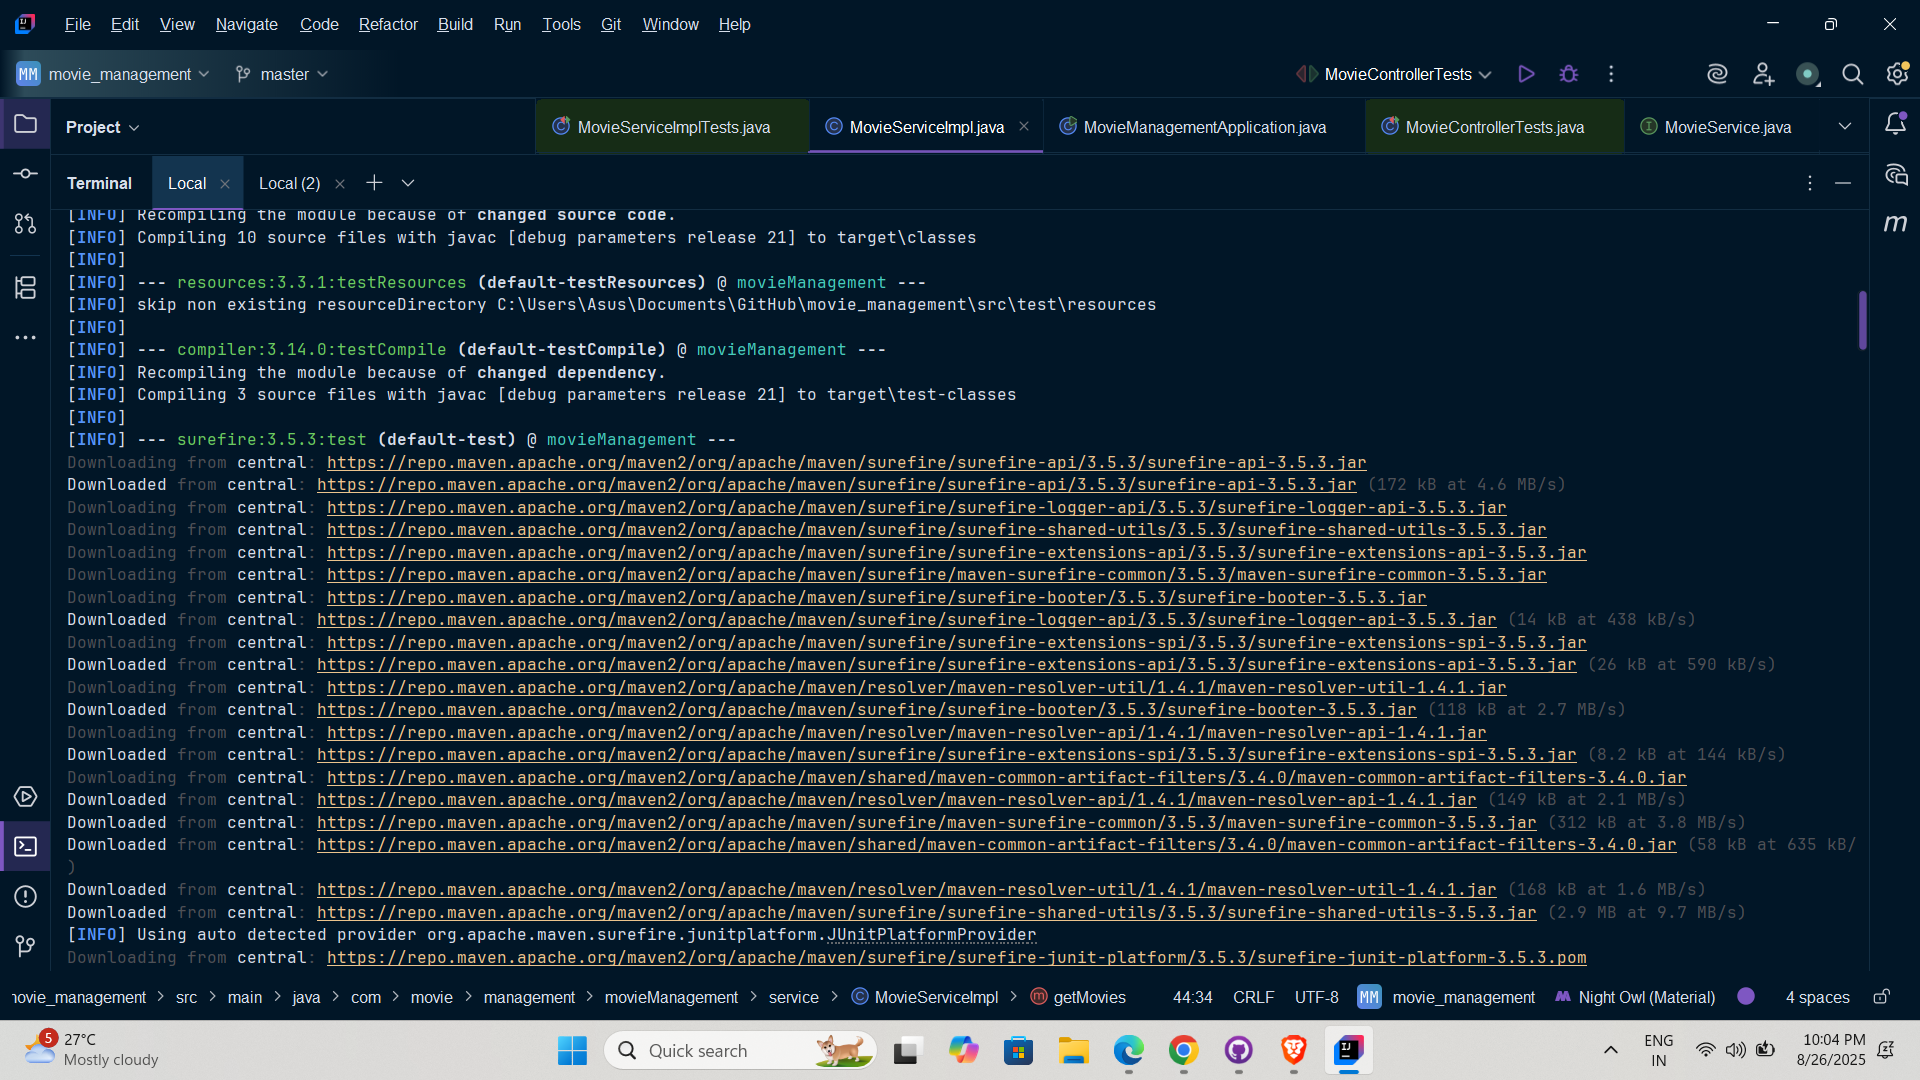 File Edit View Navigate Code Refactor Build Run Tools Git Window Help
MM movie_management master MovieControllerTests
Project MovieServiceImplTests.java MovieServiceImpl.java MovieManagementApplication.java MovieControllerTests.java MovieService.java
Terminal Local Local (2)
[INFO] Recompiling the module because of changed source code.
[INFO] Compiling 10 source files with javac [debug parameters release 21] to target\classes
[INFO]
[INFO] --- resources:3.3.1:testResources (default-testResources) @ movieManagement ---
[INFO] skip non existing resourceDirectory C:\Users\Asus\Documents\GitHub\movie_management\src\test\resources
[INFO]
[INFO] --- compiler:3.14.0:testCompile (default-testCompile) @ movieManagement ---
[INFO] Recompiling the module because of changed dependency.
[INFO] Compiling 3 source files with javac [debug parameters release 21] to target\test-classes
[INFO]
[INFO] --- surefire:3.5.3:test (default-test) @ movieManagement ---
Downloading from central: https://repo.maven.apache.org/maven2/org/apache/maven/surefire/surefire-api/3.5.3/surefire-api-3.5.3.jar
Downloaded from central: https://repo.maven.apache.org/maven2/org/apache/maven/surefire/surefire-api/3.5.3/surefire-api-3.5.3.jar (172 kB at 4.6 MB/s)
Downloading from central: https://repo.maven.apache.org/maven2/org/apache/maven/surefire/surefire-logger-api/3.5.3/surefire-logger-api-3.5.3.jar
Downloading from central: https://repo.maven.apache.org/maven2/org/apache/maven/surefire/surefire-shared-utils/3.5.3/surefire-shared-utils-3.5.3.jar
Downloading from central: https://repo.maven.apache.org/maven2/org/apache/maven/surefire/surefire-extensions-api/3.5.3/surefire-extensions-api-3.5.3.jar
Downloading from central: https://repo.maven.apache.org/maven2/org/apache/maven/surefire/maven-surefire-common/3.5.3/maven-surefire-common-3.5.3.jar
Downloading from central: https://repo.maven.apache.org/maven2/org/apache/maven/surefire/surefire-booter/3.5.3/surefire-booter-3.5.3.jar
Downloaded from central: https://repo.maven.apache.org/maven2/org/apache/maven/surefire/surefire-logger-api/3.5.3/surefire-logger-api-3.5.3.jar (14 kB at 438 kB/s)
Downloading from central: https://repo.maven.apache.org/maven2/org/apache/maven/surefire/surefire-extensions-spi/3.5.3/surefire-extensions-spi-3.5.3.jar
Downloaded from central: https://repo.maven.apache.org/maven2/org/apache/maven/surefire/surefire-extensions-api/3.5.3/surefire-extensions-api-3.5.3.jar (26 kB at 590 kB/s)
Downloading from central: https://repo.maven.apache.org/maven2/org/apache/maven/resolver/maven-resolver-util/1.4.1/maven-resolver-util-1.4.1.jar
Downloaded from central: https://repo.maven.apache.org/maven2/org/apache/maven/surefire/surefire-booter/3.5.3/surefire-booter-3.5.3.jar (118 kB at 2.7 MB/s)
Downloading from central: https://repo.maven.apache.org/maven2/org/apache/maven/resolver/maven-resolver-api/1.4.1/maven-resolver-api-1.4.1.jar
Downloaded from central: https://repo.maven.apache.org/maven2/org/apache/maven/surefire/surefire-extensions-spi/3.5.3/surefire-extensions-spi-3.5.3.jar (8.2 kB at 144 kB/s)
Downloading from central: https://repo.maven.apache.org/maven2/org/apache/maven/shared/maven-common-artifact-filters/3.4.0/maven-common-artifact-filters-3.4.0.jar
Downloaded from central: https://repo.maven.apache.org/maven2/org/apache/maven/resolver/maven-resolver-api/1.4.1/maven-resolver-api-1.4.1.jar (149 kB at 2.1 MB/s)
Downloaded from central: https://repo.maven.apache.org/maven2/org/apache/maven/surefire/maven-surefire-common/3.5.3/maven-surefire-common-3.5.3.jar (312 kB at 3.8 MB/s)
Downloaded from central: https://repo.maven.apache.org/maven2/org/apache/maven/shared/maven-common-artifact-filters/3.4.0/maven-common-artifact-filters-3.4.0.jar (58 kB at 635 kB/
)
Downloaded from central: https://repo.maven.apache.org/maven2/org/apache/maven/resolver/maven-resolver-util/1.4.1/maven-resolver-util-1.4.1.jar (168 kB at 1.6 MB/s)
Downloaded from central: https://repo.maven.apache.org/maven2/org/apache/maven/surefire/surefire-shared-utils/3.5.3/surefire-shared-utils-3.5.3.jar (2.9 MB at 9.7 MB/s)
[INFO] Using auto detected provider org.apache.maven.surefire.junitplatform.JUnitPlatformProvider
Downloading from central: https://repo.maven.apache.org/maven2/org/apache/maven/surefire/surefire-junit-platform/3.5.3/surefire-junit-platform-3.5.3.pom
movie_management > src > main > java > com > movie > management > movieManagement > service > MovieServiceImpl > getMovies 44:34 CRLF UTF-8 MM movie_management Night Owl (Material) 4 spaces
5 27°C
Mostly cloudy
Quick search
ENG
IN
10:04 PM
8/26/2025